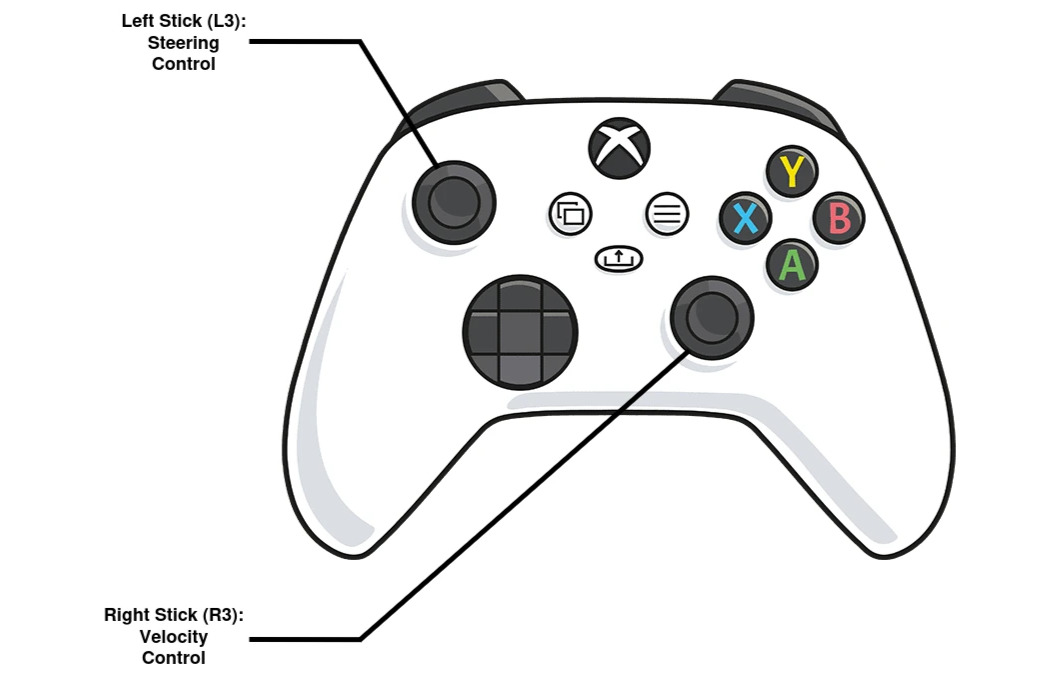 Left Stick (L3):
Steering
Control
Y
X
B
A
Right Stick (R3):
Velocity
Control